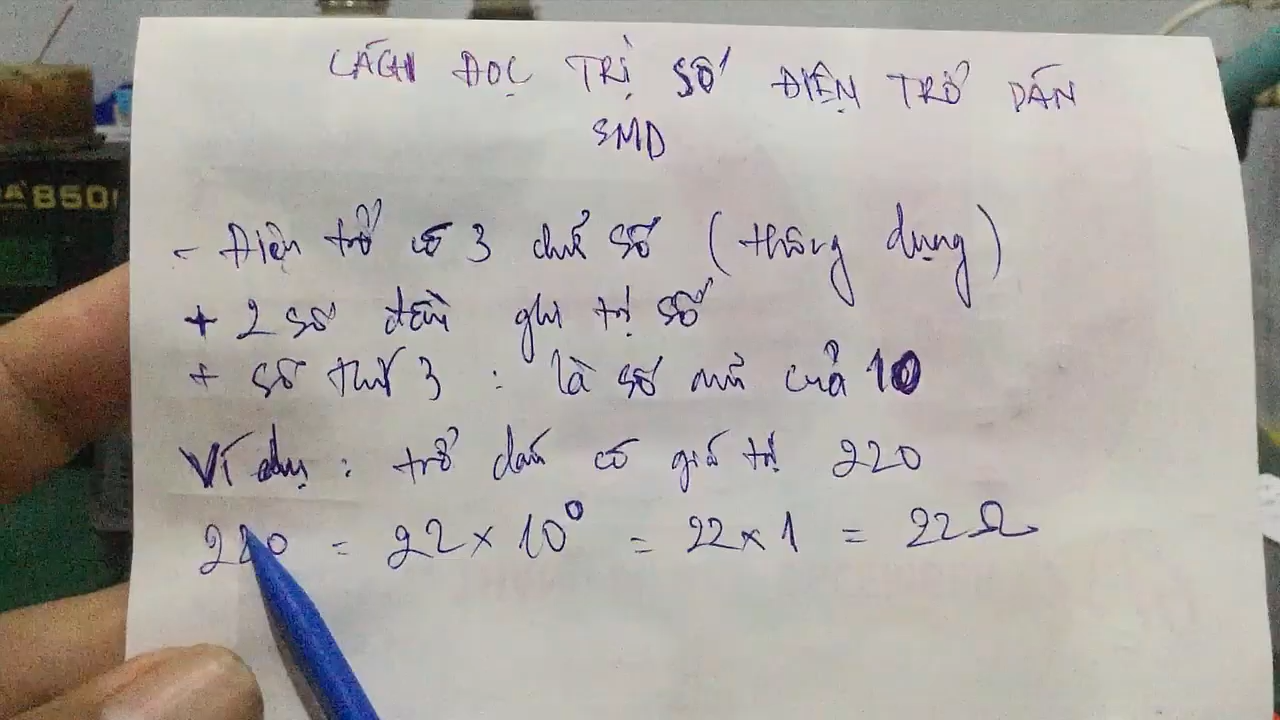 CÁCH ĐỌC TRỊ SỐ ĐIỆN TRỞ DÁN
SMD
- Điện trở có 3 chữ số (thông dụng)
+ 2 số đầu ghi trị số
+ số thứ 3 : là số mũ của 10
Ví dụ : trở dán có giá trị 220
220 = 22 x 10⁰ = 22 x 1 = 22Ω
A850